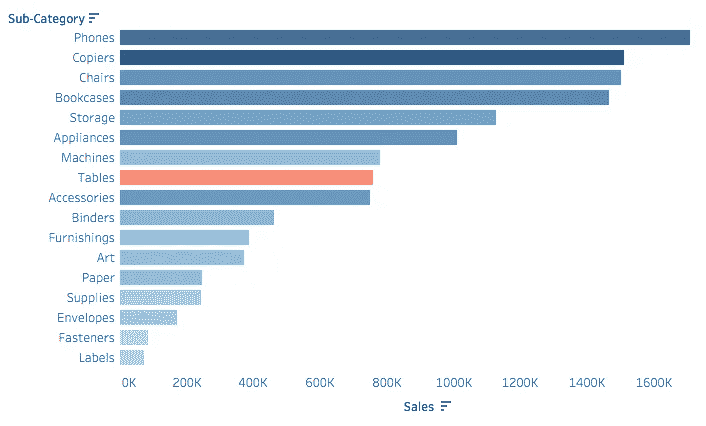 Sub-Category
Phones
Copiers
Chairs
Bookcases
Storage
Appliances
Machines
Tables
Accessories
Binders
Furnishings
Art
Paper
Supplies
Envelopes
Fasteners
Labels
0K 200K 400K 600K 800K 1000K 1200K 1400K 1600K
Sales